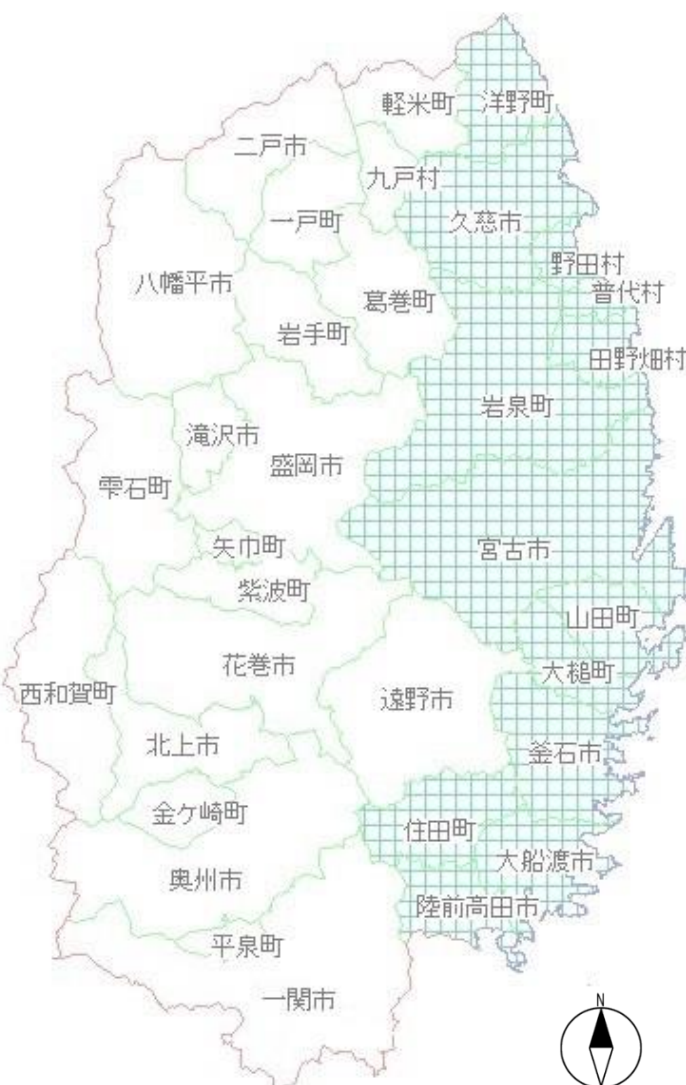 軽米町
洋野町
二戸市
九戸村
一戸町
久慈市
野田村
八幡平市
普代村
葛巻町
岩手町
田野畑村
岩泉町
滝沢市
盛岡市
雫石町
矢巾町
宮古市
紫波町
山田町
花巻市
大槌町
西和賀町
遠野市
北上市
釜石市
金ケ崎町
住田町
大船渡市
奥州市
陸前高田市
平泉町
一関市
N